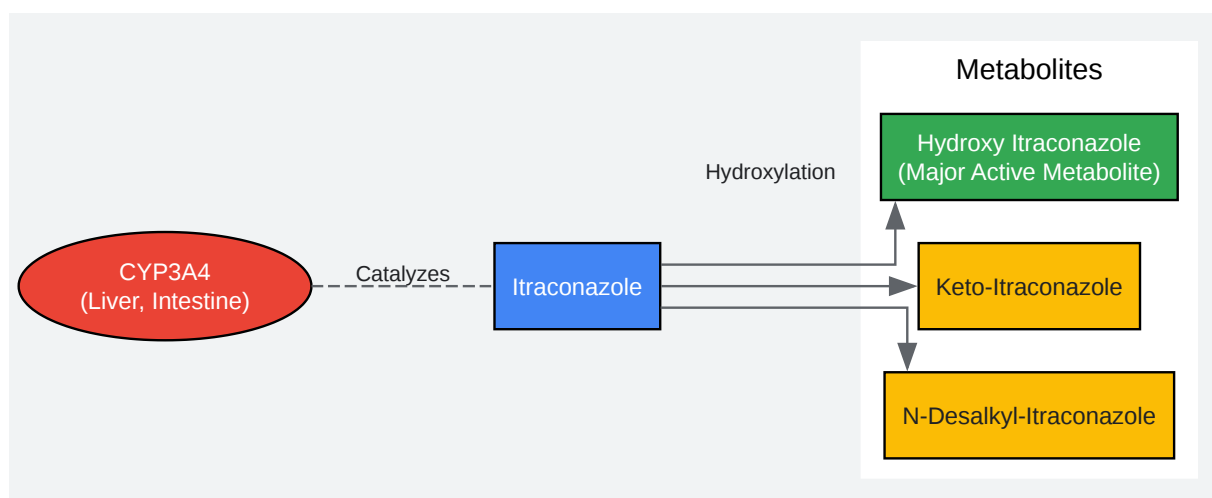 Metabolites
Hydroxy Itraconazole
(Major Active Metabolite)
Hydroxylation
CYP3A4
(Liver, Intestine)
Catalyzes
Itraconazole
Keto-Itraconazole
N-Desalkyl-Itraconazole